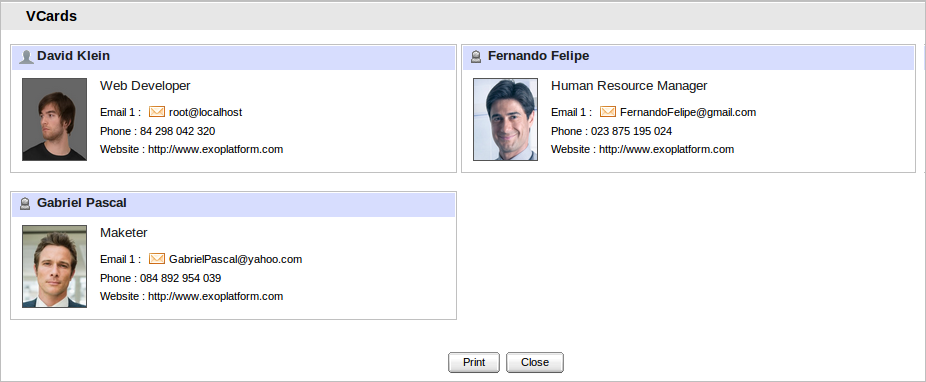 VCards
David Klein
Web Developer
Email 1 : root@localhost
Phone : 84 298 042 320
Website : http://www.exoplatform.com
Fernando Felipe
Human Resource Manager
Email 1 : FernandoFelipe@gmail.com
Phone : 023 875 195 024
Website : http://www.exoplatform.com
Gabriel Pascal
Maketer
Email 1 : GabrielPascal@yahoo.com
Phone : 084 892 954 039
Website : http://www.exoplatform.com
Print Close